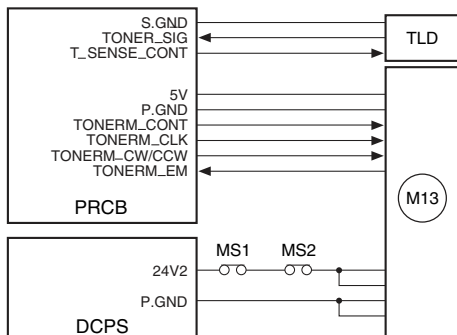 S.GND
TONER_SIG
T_SENSE_CONT
TLD
5V
P.GND
TONERM_CONT
TONERM_CLK
TONERM_CW/CCW
TONERM_EM
PRCB
M13
MS1
MS2
24V2
P.GND
DCPS